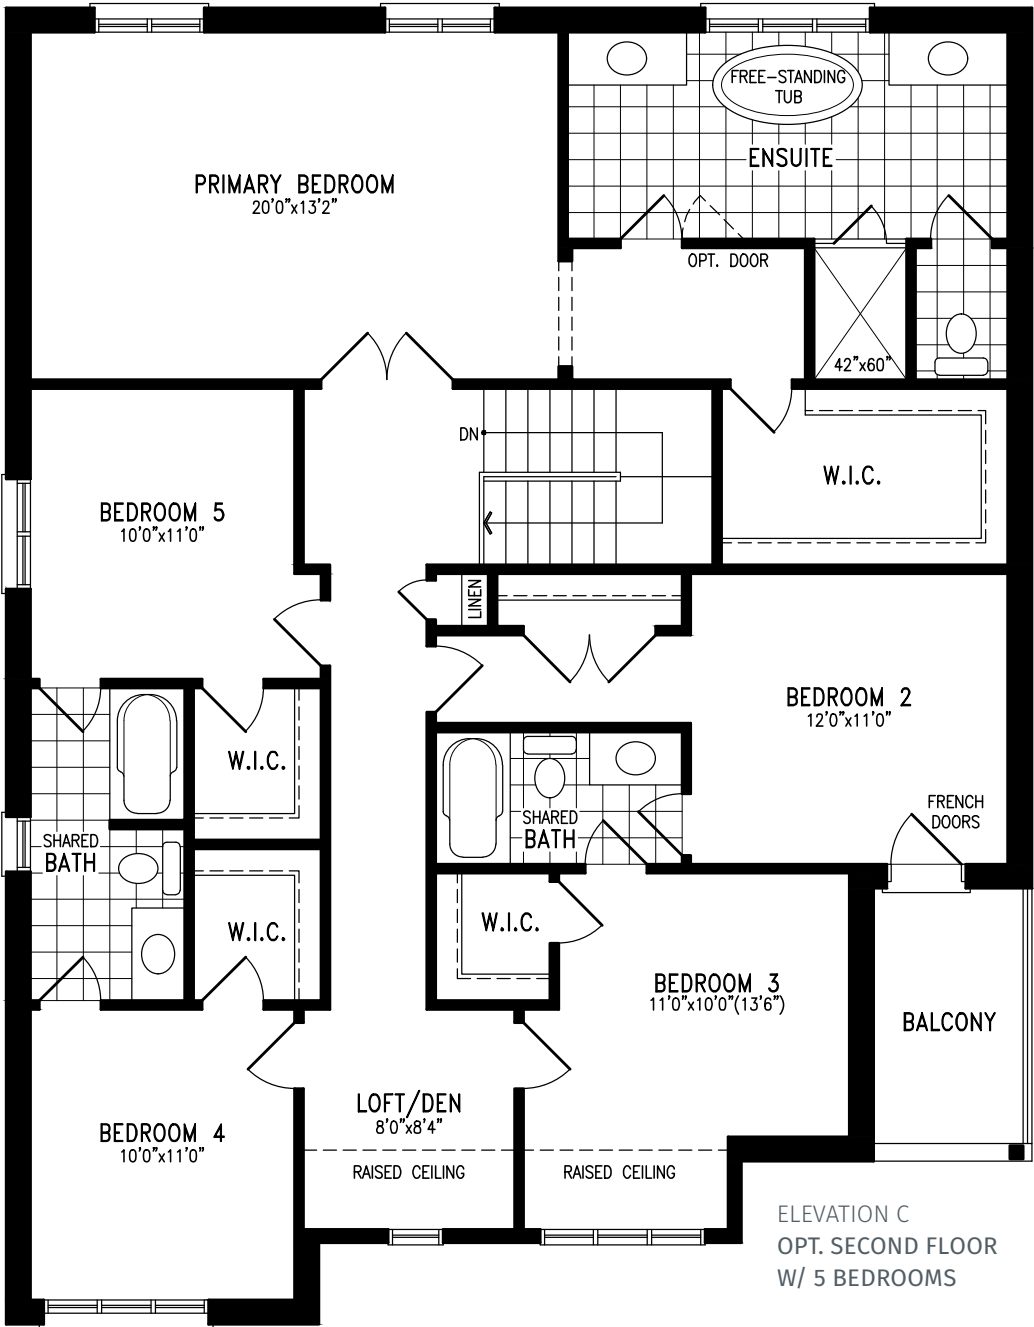 FREE-STANDING
TUB
ENSUITE
PRIMARY BEDROOM
20'0"x13'2"
OPT. DOOR
42"x60"
DN
W.I.C.
BEDROOM 5
10'0"x11'0"
LINEN
BEDROOM 2
12'0"x11'0"
W.I.C.
FRENCH
DOORS
SHARED
BATH
SHARED
BATH
W.I.C.
W.I.C.
BEDROOM 3
11'0"x10'0"(13'6")
BALCONY
LOFT/DEN
8'0"x8'4"
BEDROOM 4
10'0"x11'0"
RAISED CEILING
RAISED CEILING
ELEVATION C
OPT. SECOND FLOOR
W/ 5 BEDROOMS